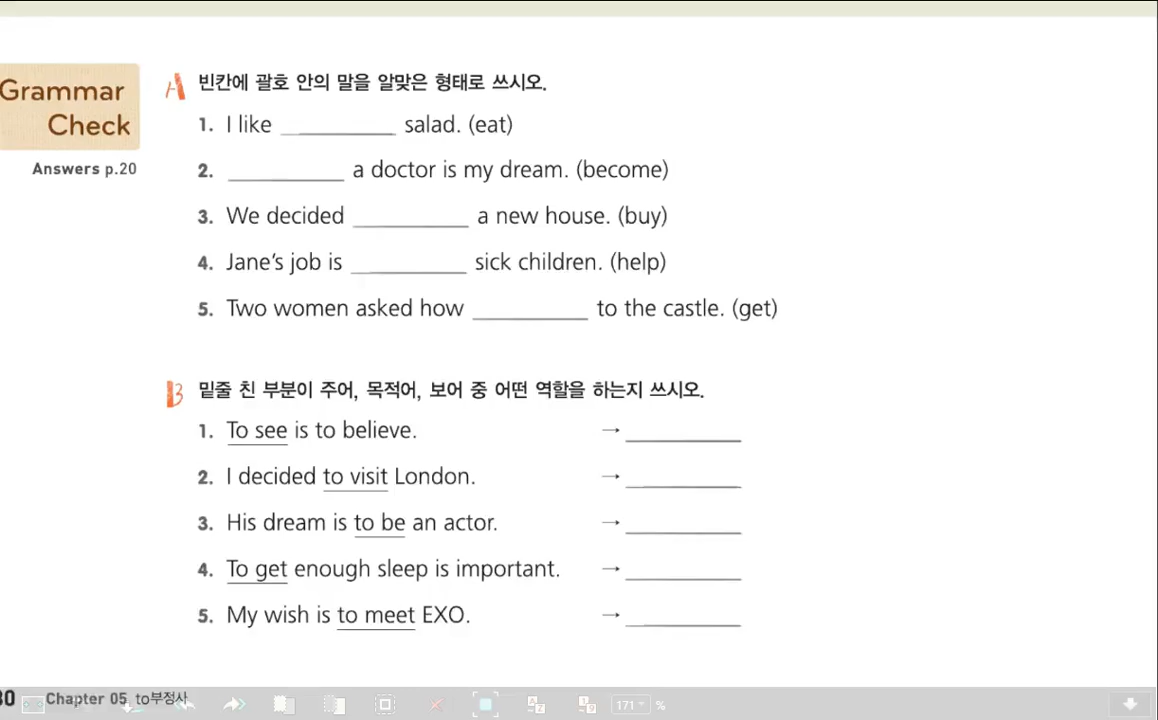 Grammar
Check
Answers p.20
A 빈칸에 괄호 안의 말을 알맞은 형태로 쓰시오.
1. I like __________ salad. (eat)
2. __________ a doctor is my dream. (become)
3. We decided __________ a new house. (buy)
4. Jane's job is __________ sick children. (help)
5. Two women asked how __________ to the castle. (get)
B 밑줄 친 부분이 주어, 목적어, 보어 중 어떤 역할을 하는지 쓰시오.
1. To see is to believe. → __________
2. I decided to visit London. → __________
3. His dream is to be an actor. → __________
4. To get enough sleep is important. → __________
5. My wish is to meet EXO. → __________
Chapter 05 to부정사
171 %